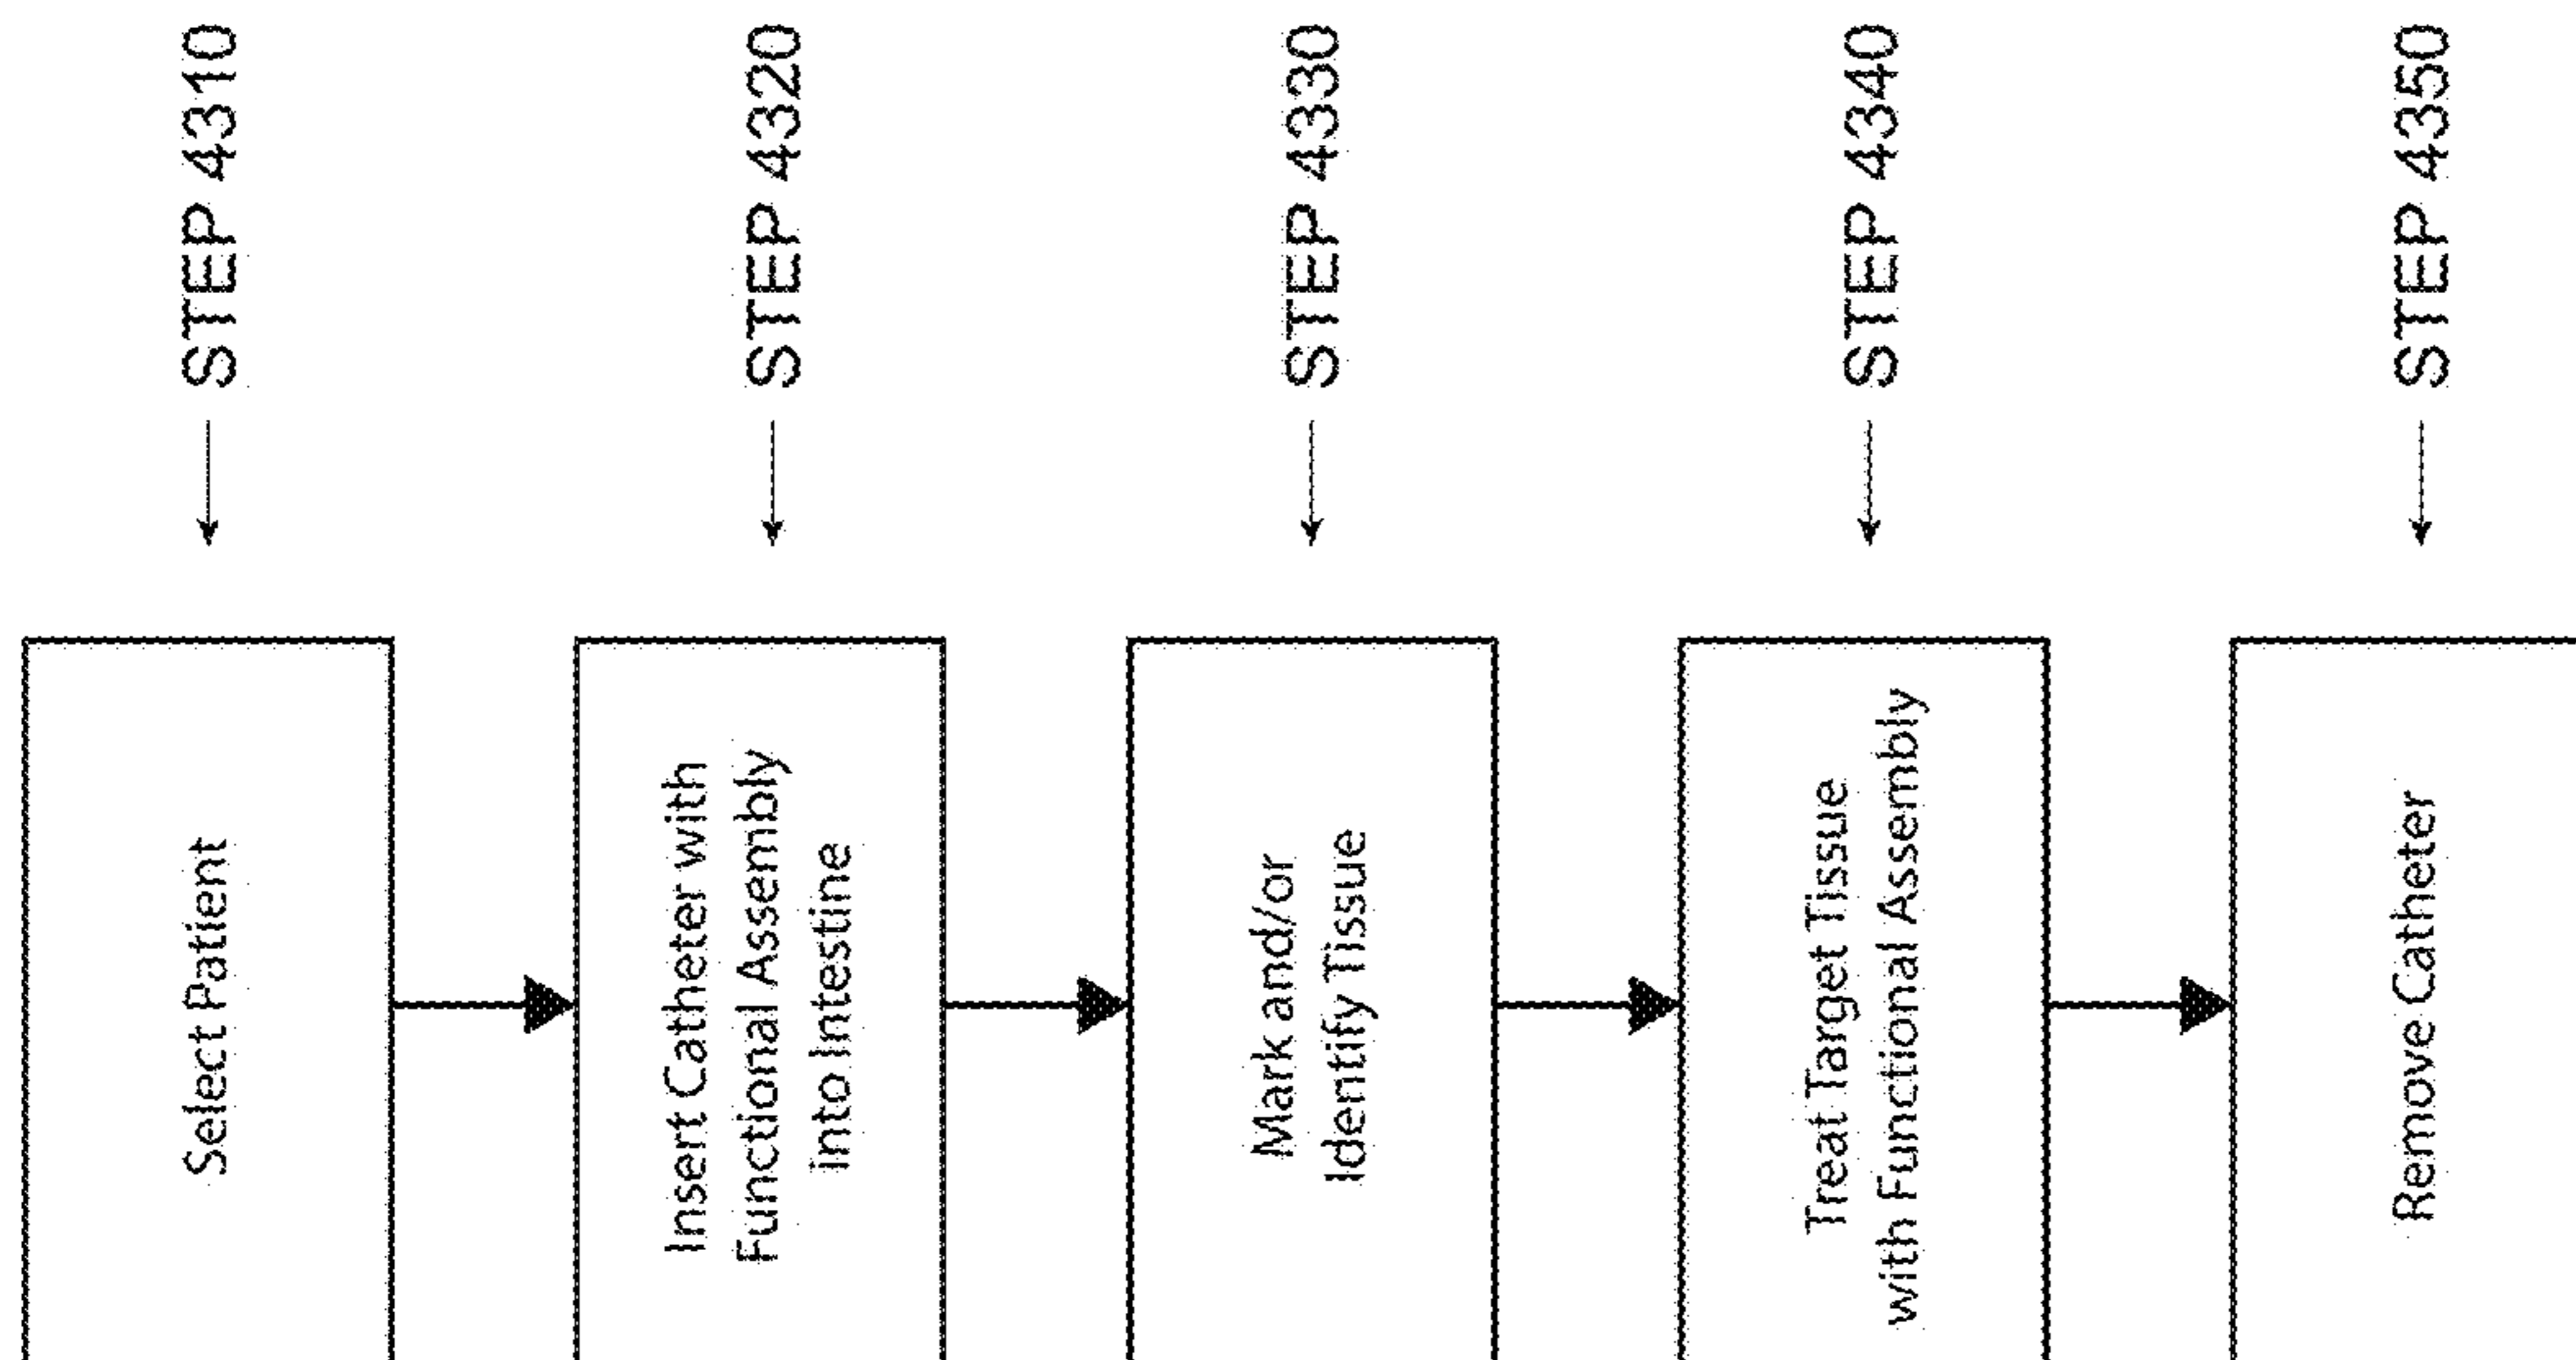 Select Patient
STEP 4310
Insert Catheter with
Functional Assembly
into Intestine
STEP 4320
Mark and/or
Identify Tissue
STEP 4330
Treat Target Tissue
with Functional Assembly
STEP 4340
Remove Catheter
STEP 4350